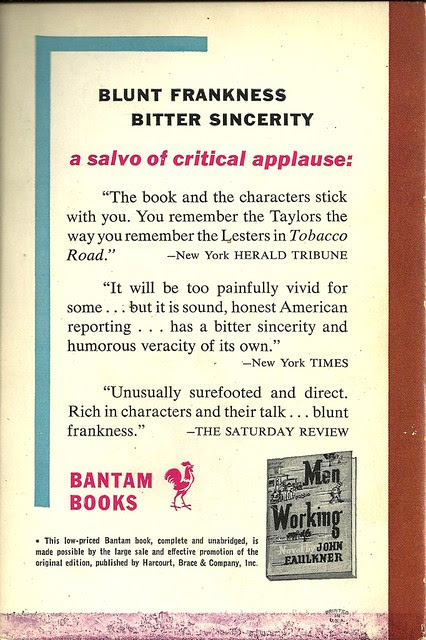 BLUNT FRANKNESS
BITTER SINCERITY
a salvo of critical applause:
“The book and the characters stick
with you. You remember the Taylors the
way you remember the Lesters in Tobacco
Road.” —New York HERALD TRIBUNE
“It will be too painfully vivid for
some . . . but it is sound, honest American
reporting . . . has a bitter sincerity and
humorous veracity of its own.”
—New York TIMES
“Unusually surefooted and direct.
Rich in characters and their talk . . . blunt
frankness.” —THE SATURDAY REVIEW
BANTAM
BOOKS
• This low-priced Bantam book, complete and unabridged, is
made possible by the large sale and effective promotion of the
original edition, published by Harcourt, Brace & Company, Inc.
Men
Working
Novel by JOHN
FAULKNER
PRINTED
IN
U.S.A.